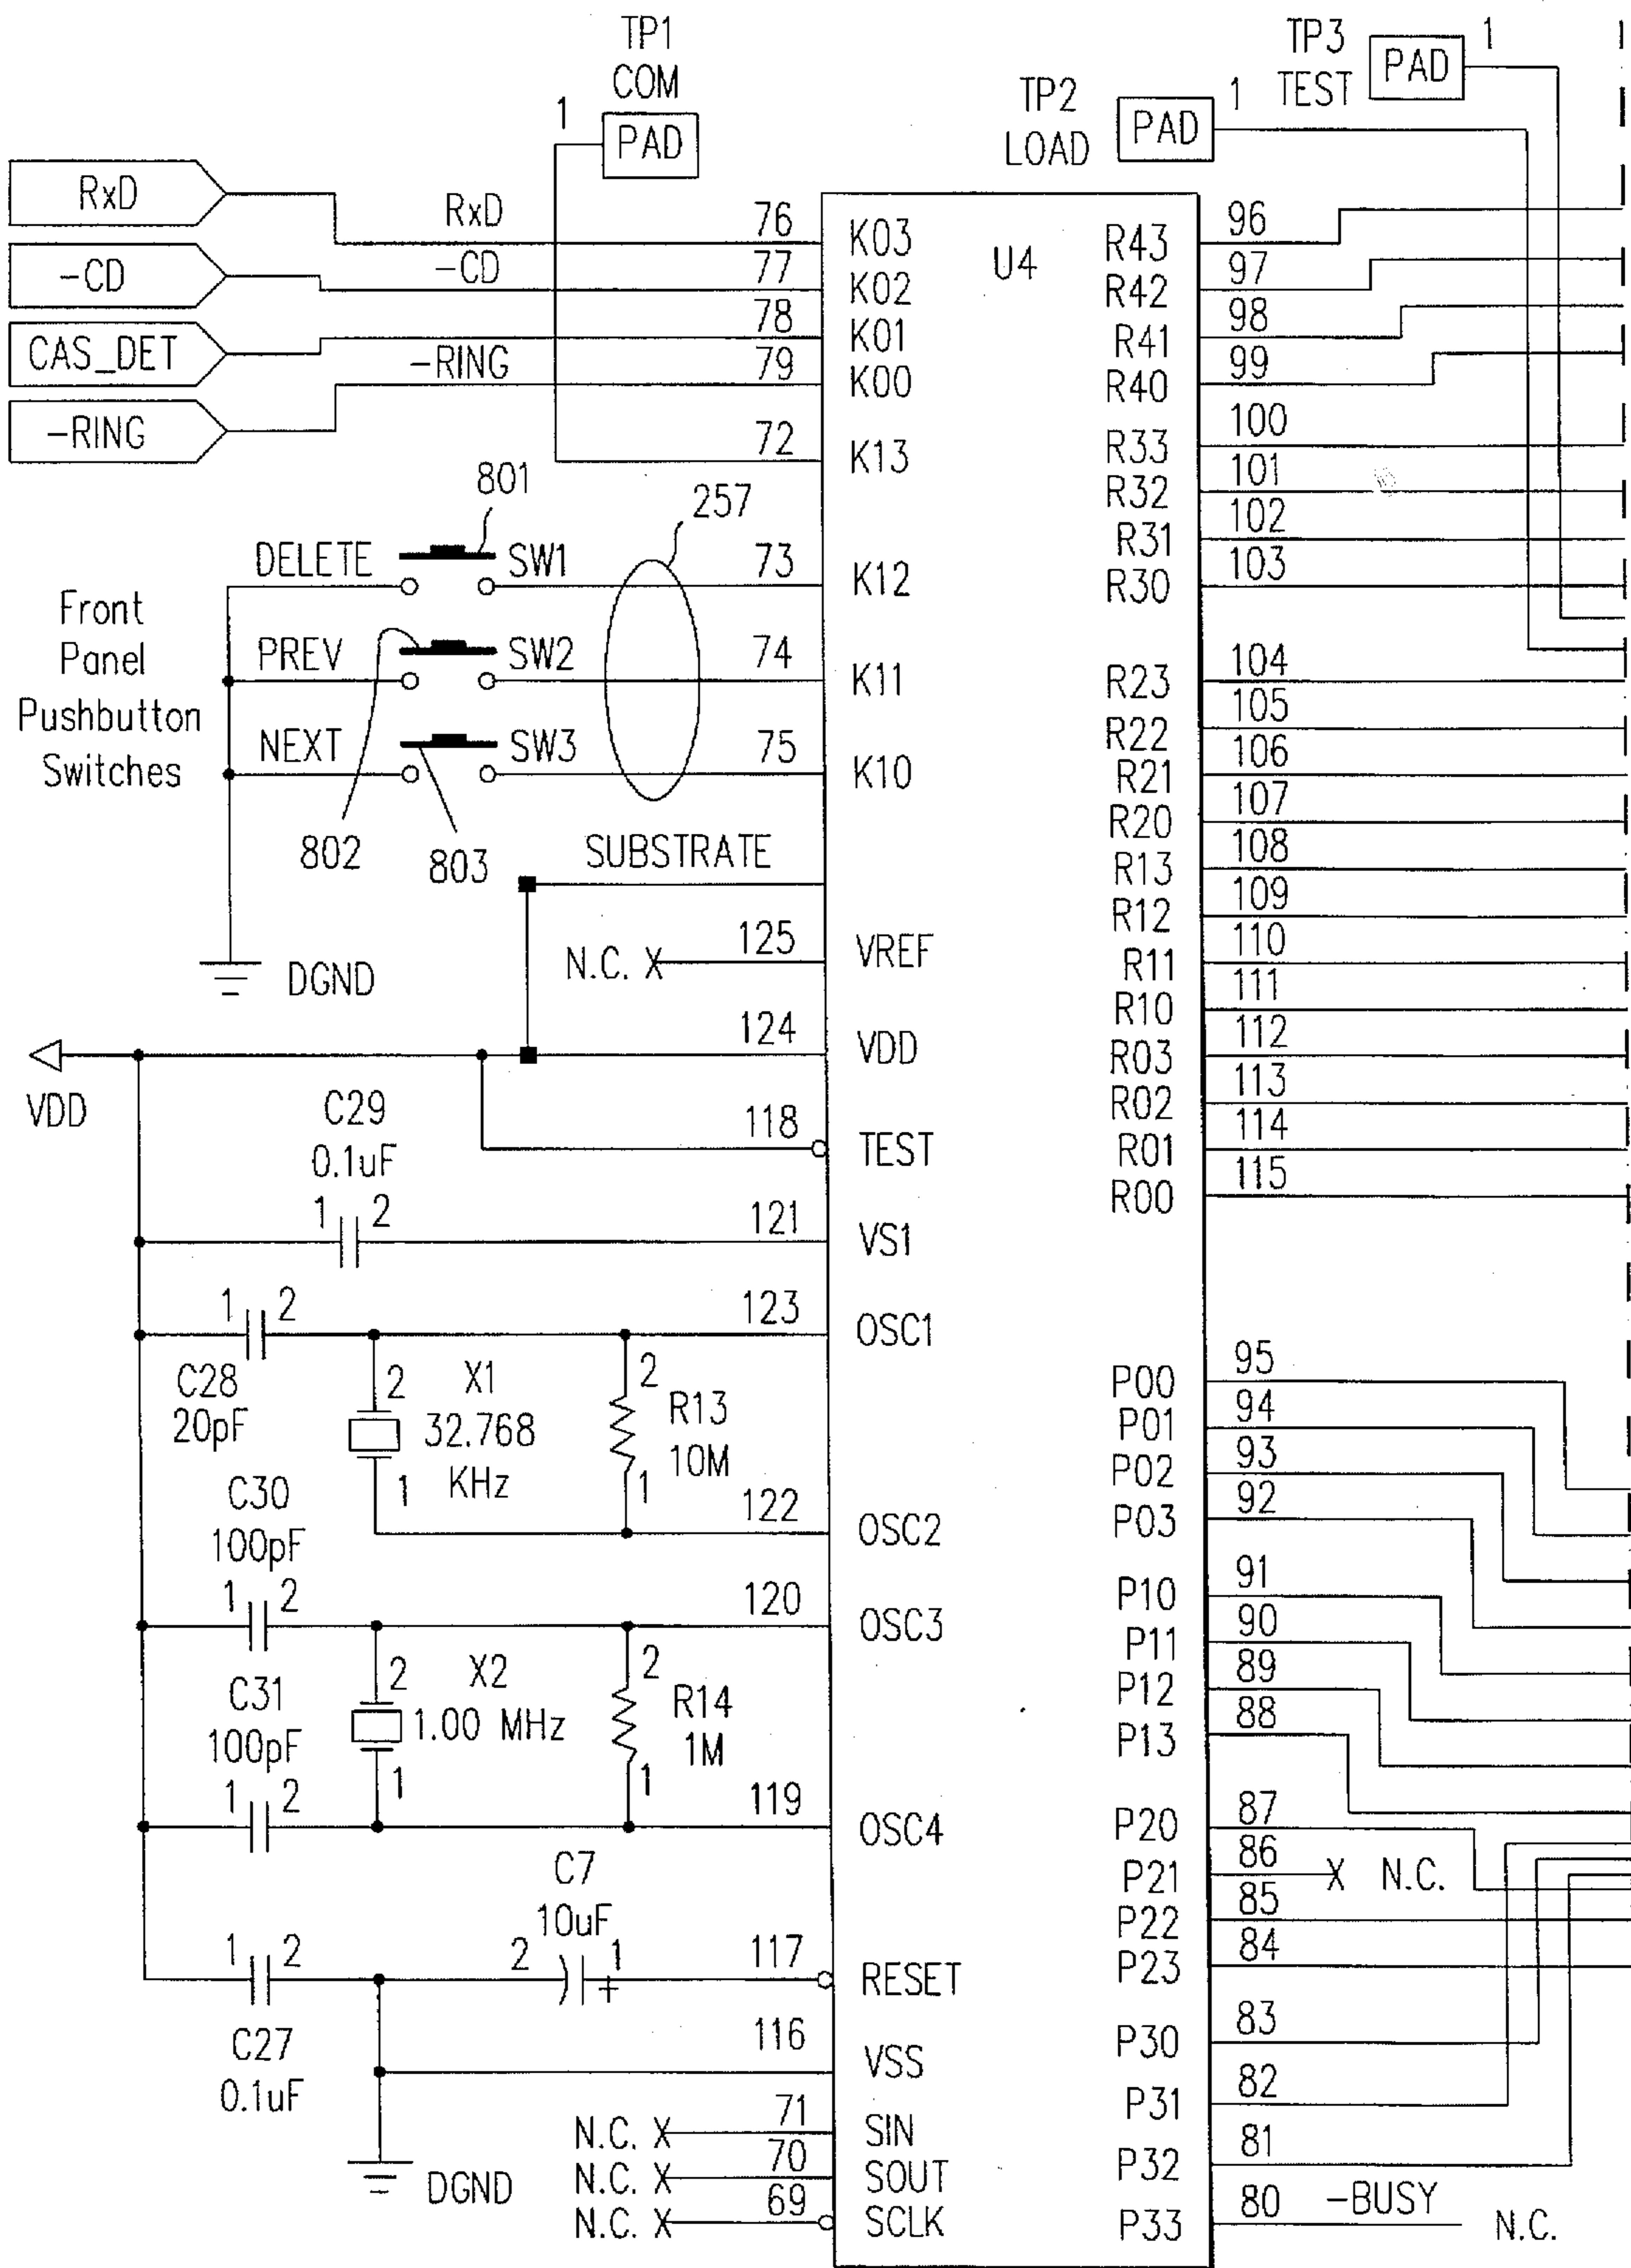 TP1
COM
1
PAD
TP2
LOAD
PAD
1
TP3
TEST
PAD
1
RxD
-CD
CAS_DET
-RING
RxD
-CD
-RING
76
77
78
79
72
K03
K02
K01
K00
K13
U4
801
257
DELETE
SW1
73
K12
Front
Panel
Pushbutton
Switches
PREV
SW2
74
K11
NEXT
SW3
75
K10
802
803
SUBSTRATE
N.C. X
125
VREF
DGND
124
VDD
VDD
118
TEST
C29
0.1uF
1
2
121
VS1
1
2
123
OSC1
C28
20pF
2
X1
32.768
KHz
1
2
R13
10M
1
122
OSC2
C30
100pF
1
2
120
OSC3
2
X2
1.00 MHz
1
2
R14
1M
1
C31
100pF
1
2
119
OSC4
C7
10uF
1
2
2
1
+
117
RESET
C27
0.1uF
116
VSS
DGND
N.C. X
71
SIN
N.C. X
70
SOUT
N.C. X
69
SCLK
R43
96
R42
97
R41
98
R40
99
R33
100
R32
101
R31
102
R30
103
R23
104
R22
105
R21
106
R20
107
R13
108
R12
109
R11
110
R10
111
R03
112
R02
113
R01
114
R00
115
P00
95
P01
94
P02
93
P03
92
P10
91
P11
90
P12
89
P13
88
P20
87
P21
86
X N.C.
P22
85
P23
84
P30
83
P31
82
P32
81
P33
80
-BUSY
N.C.